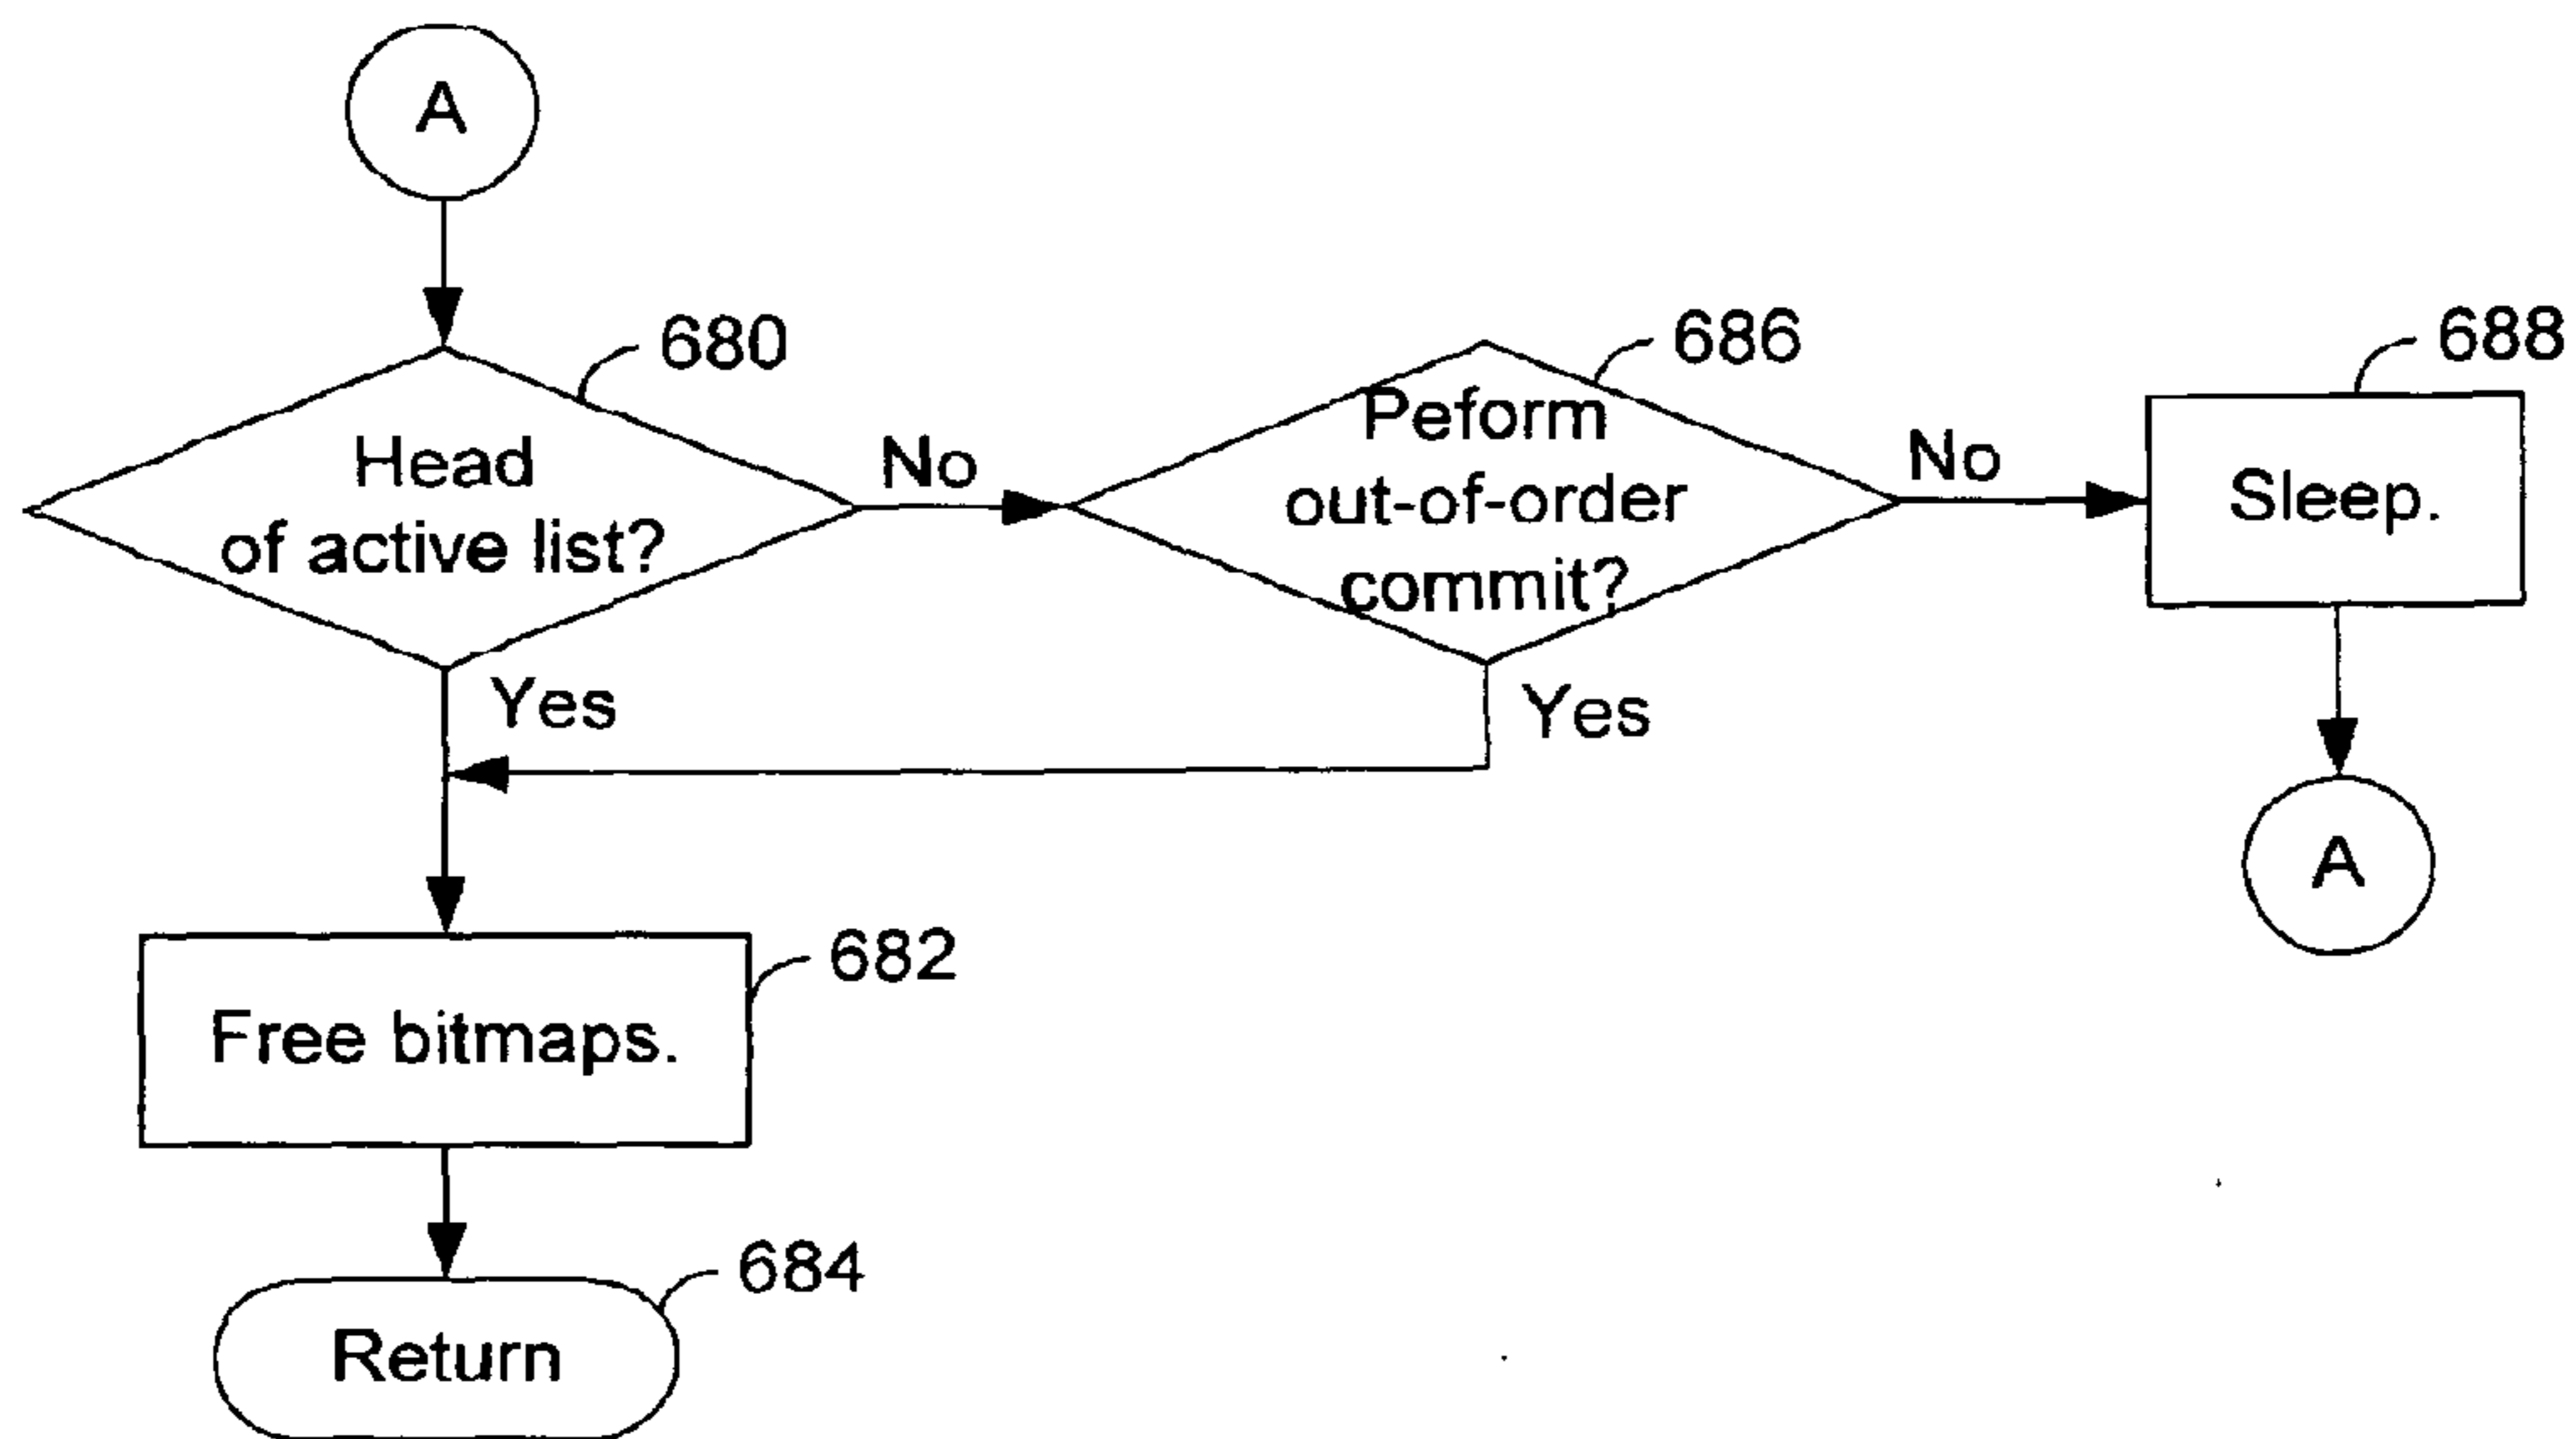 A
680
Head
of active list?
No
686
Peform
out-of-order
commit?
No
688
Sleep.
Yes
Yes
A
682
Free bitmaps.
684
Return